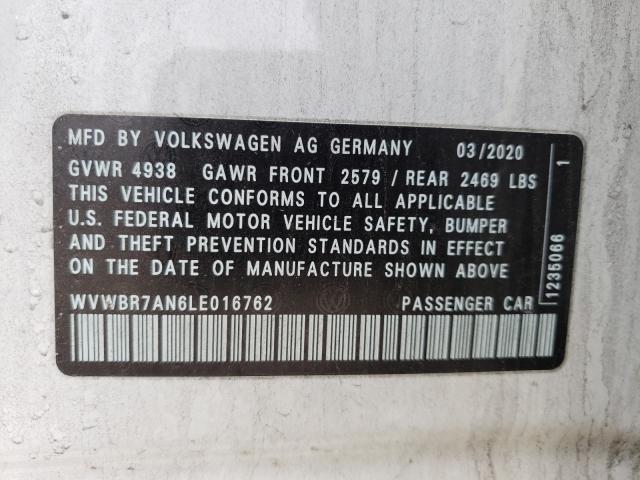 MFD BY VOLKSWAGEN AG GERMANY 03/2020
GVWR 4938 GAWR FRONT 2579 / REAR 2469 LBS
THIS VEHICLE CONFORMS TO ALL APPLICABLE
U.S. FEDERAL MOTOR VEHICLE SAFETY, BUMPER
AND THEFT PREVENTION STANDARDS IN EFFECT
ON THE DATE OF MANUFACTURE SHOWN ABOVE
WVWBR7AN6LE016762 PASSENGER CAR
1235066 1